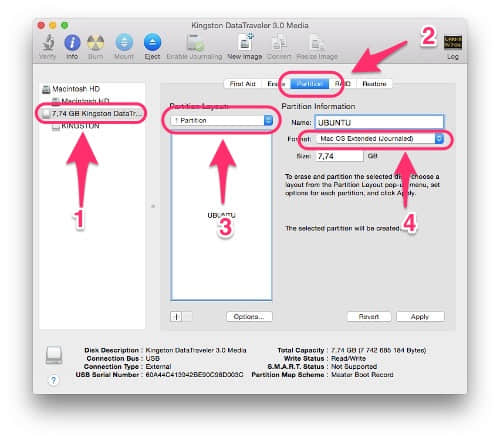 Kingston DataTraveler 3.0 Media
Verify Info Burn Mount Eject Enable Journaling New Image Convert Resize Image Log
2
Macintosh HD
Macintosh HD
7,74 GB Kingston DataTr...
KINGSTON
1
First Aid Erase Partition RAID Restore
Partition Layout:
1 Partition
3
UBUNTU
Options...
Partition Information
Name: UBUNTU
Format: Mac OS Extended (Journaled)
Size: 7,74 GB
To erase and partition the selected disk, choose a
layout from the Partition Layout pop-up menu, set
options for each partition, and click Apply.
4
The selected partition will be created.
Revert Apply
Disk Description : Kingston DataTraveler 3.0 Media
Connection Bus : USB
Connection Type : External
USB Serial Number : 60A44C413942BE90C98D003C
Total Capacity : 7,74 GB (7 742 685 184 Bytes)
Write Status : Read/Write
S.M.A.R.T. Status : Not Supported
Partition Map Scheme : Master Boot Record
?